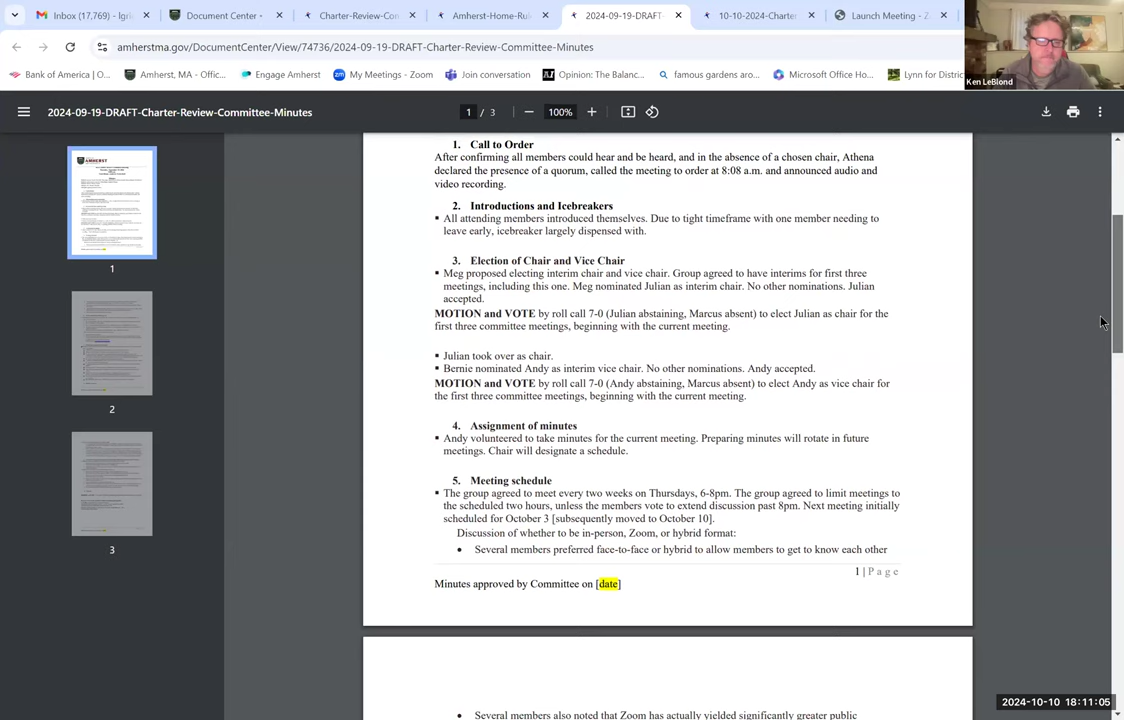 Inbox (17,769) - lgri
Document Center -
Charter-Review-Con
Amherst-Home-Rul
2024-09-19-DRAFT-
10-10-2024-Charter
Launch Meeting - Z
amherstma.gov/DocumentCenter/View/74736/2024-09-19-DRAFT-Charter-Review-Committee-Minutes
Bank of America | O...
Amherst, MA - Offic...
Engage Amherst
My Meetings - Zoom
Join conversation
Opinion: The Balanc...
famous gardens aro...
Microsoft Office Ho...
Lynn for Distric
Ken LeBlond
2024-09-19-DRAFT-Charter-Review-Committee-Minutes
1 / 3
100%
AMHERST
1
2
3
1. Call to Order
After confirming all members could hear and be heard, and in the absence of a chosen chair, Athena
declared the presence of a quorum, called the meeting to order at 8:08 a.m. and announced audio and
video recording.
2. Introductions and Icebreakers
▪ All attending members introduced themselves. Due to tight timeframe with one member needing to
leave early, icebreaker largely dispensed with.
3. Election of Chair and Vice Chair
▪ Meg proposed electing interim chair and vice chair. Group agreed to have interims for first three
meetings, including this one. Meg nominated Julian as interim chair. No other nominations. Julian
accepted.
MOTION and VOTE by roll call 7-0 (Julian abstaining, Marcus absent) to elect Julian as chair for the
first three committee meetings, beginning with the current meeting.
▪ Julian took over as chair.
▪ Bernie nominated Andy as interim vice chair. No other nominations. Andy accepted.
MOTION and VOTE by roll call 7-0 (Andy abstaining, Marcus absent) to elect Andy as vice chair for
the first three committee meetings, beginning with the current meeting.
4. Assignment of minutes
▪ Andy volunteered to take minutes for the current meeting. Preparing minutes will rotate in future
meetings. Chair will designate a schedule.
5. Meeting schedule
▪ The group agreed to meet every two weeks on Thursdays, 6-8pm. The group agreed to limit meetings to
the scheduled two hours, unless the members vote to extend discussion past 8pm. Next meeting initially
scheduled for October 3 [subsequently moved to October 10].
Discussion of whether to be in-person, Zoom, or hybrid format:
● Several members preferred face-to-face or hybrid to allow members to get to know each other
1 | P a g e
Minutes approved by Committee on [date]
● Several members also noted that Zoom has actually yielded significantly greater public
2024-10-10 18:11:05